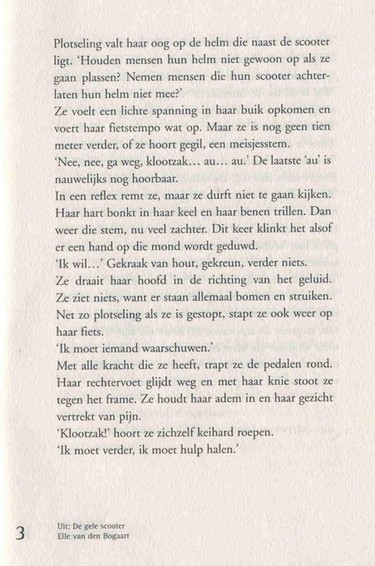 Plotseling valt haar oog op de helm die naast de scooter
ligt. 'Houden mensen hun helm niet gewoon op als ze
gaan plassen? Nemen mensen die hun scooter achter-
laten hun helm niet mee?'
Ze voelt een lichte spanning in haar buik opkomen en
voert haar fietstempo wat op. Maar ze is nog geen tien
meter verder, of ze hoort gegil, een meisjesstem.
'Nee, nee, ga weg, klootzak… au… au.' De laatste 'au' is
nauwelijks nog hoorbaar.
In een reflex remt ze, maar ze durft niet te gaan kijken.
Haar hart bonkt in haar keel en haar benen trillen. Dan
weer die stem, nu veel zachter. Dit keer klinkt het alsof
er een hand op die mond wordt geduwd.
'Ik wil…' Gekraak van hout, gekreun, verder niets.
Ze draait haar hoofd in de richting van het geluid.
Ze ziet niets, want er staan allemaal bomen en struiken.
Net zo plotseling als ze is gestopt, stapt ze ook weer op
haar fiets.
'Ik moet iemand waarschuwen.'
Met alle kracht die ze heeft, trapt ze de pedalen rond.
Haar rechtervoet glijdt weg en met haar knie stoot ze
tegen het frame. Ze houdt haar adem in en haar gezicht
vertrekt van pijn.
'Klootzak!' hoort ze zichzelf keihard roepen.
'Ik moet verder, ik moet hulp halen.'
3
Uit: De gele scooter
Elle van den Bogaart